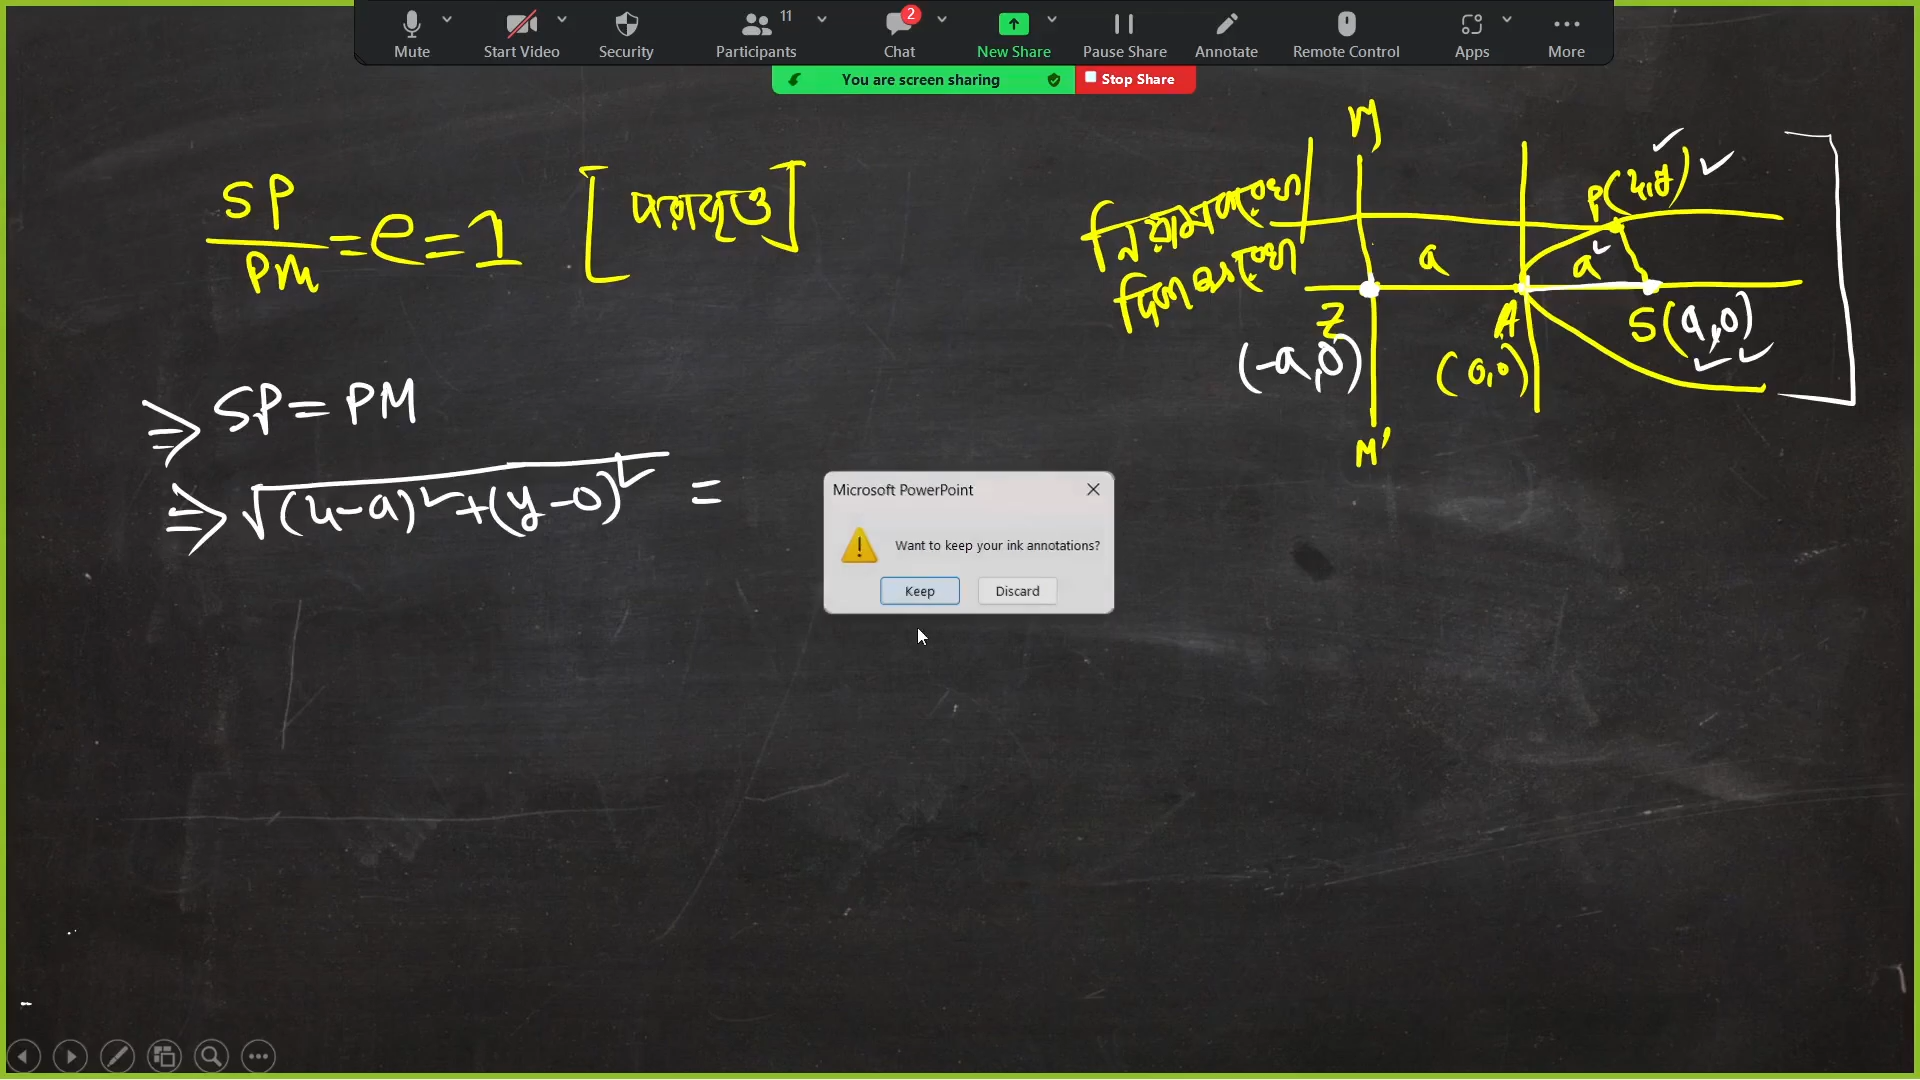 Mute
Start Video
Security
Participants 11
Chat 2
New Share
Pause Share
Annotate
Remote Control
Apps
More
You are screen sharing
Stop Share
SP/PM = e = 1 [পরাবৃত্ত]
M
P(x,y)
নিয়ামকরেখা
দিকাক্ষরেখা
a
a
Z
A
S(a,0)
(-a,0)
(0,0)
M'
⇒ SP = PM
⇒ √(x-a)²+(y-0)² =
Microsoft PowerPoint
Want to keep your ink annotations?
Keep
Discard